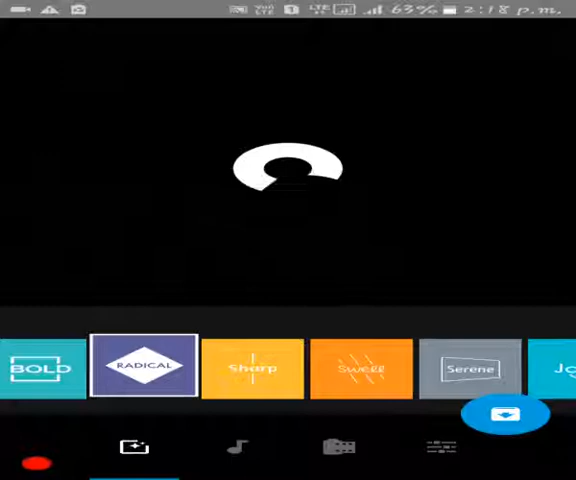 63% 2:18 p.m.
BOLD
RADICAL
Sharp
Swell
Serene